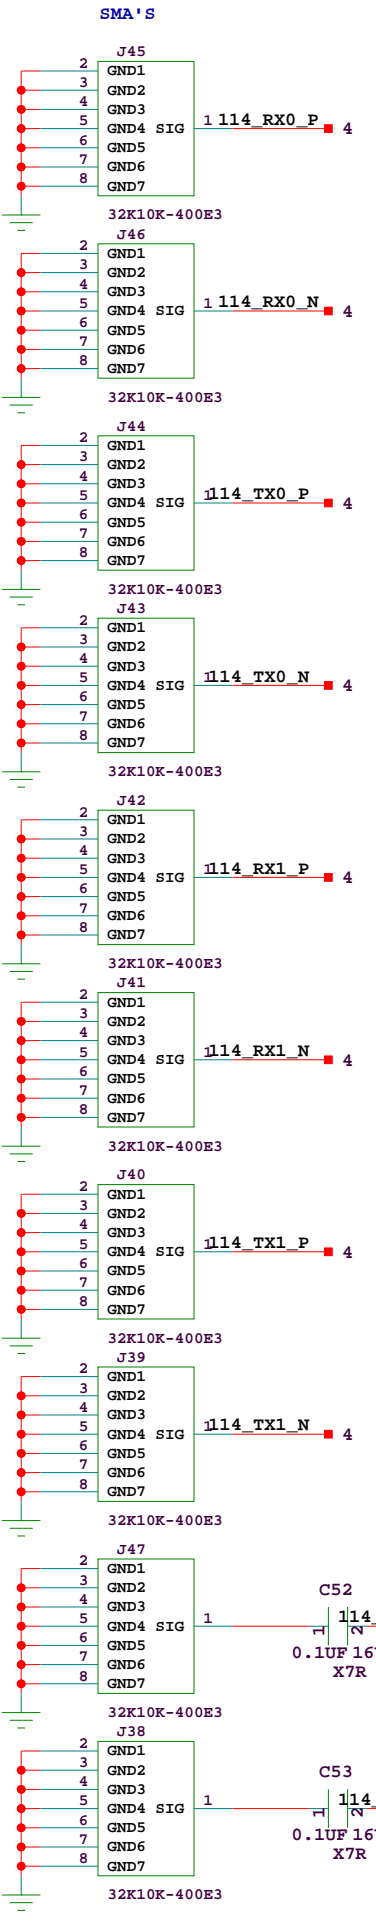 SMA'S
J45
2 GND1
3 GND2
4 GND3
5 GND4 SIG 1 114_RX0_P 4
6 GND5
7 GND6
8 GND7
32K10K-400E3
J46
2 GND1
3 GND2
4 GND3
5 GND4 SIG 1 114_RX0_N 4
6 GND5
7 GND6
8 GND7
32K10K-400E3
J44
2 GND1
3 GND2
4 GND3
5 GND4 SIG 1 114_TX0_P 4
6 GND5
7 GND6
8 GND7
32K10K-400E3
J43
2 GND1
3 GND2
4 GND3
5 GND4 SIG 1 114_TX0_N 4
6 GND5
7 GND6
8 GND7
32K10K-400E3
J42
2 GND1
3 GND2
4 GND3
5 GND4 SIG 1 114_RX1_P 4
6 GND5
7 GND6
8 GND7
32K10K-400E3
J41
2 GND1
3 GND2
4 GND3
5 GND4 SIG 1 114_RX1_N 4
6 GND5
7 GND6
8 GND7
32K10K-400E3
J40
2 GND1
3 GND2
4 GND3
5 GND4 SIG 1 114_TX1_P 4
6 GND5
7 GND6
8 GND7
32K10K-400E3
J39
2 GND1
3 GND2
4 GND3
5 GND4 SIG 1 114_TX1_N 4
6 GND5
7 GND6
8 GND7
32K10K-400E3
J47
2 GND1
3 GND2 C52
4 GND3
5 GND4 SIG 1 1 2 114_
6 GND5 0.1UF 16
7 GND6 X7R
8 GND7
32K10K-400E3
J38
2 GND1
3 GND2 C53
4 GND3
5 GND4 SIG 1 1 2 114_
6 GND5 0.1UF 16
7 GND6 X7R
8 GND7
32K10K-400E3